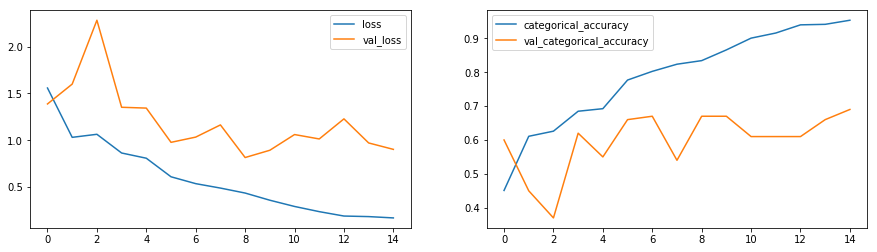 loss
val_loss
2.0
1.5
1.0
0.5
0 2 4 6 8 10 12 14
categorical_accuracy
val_categorical_accuracy
0.9
0.8
0.7
0.6
0.5
0.4
0 2 4 6 8 10 12 14